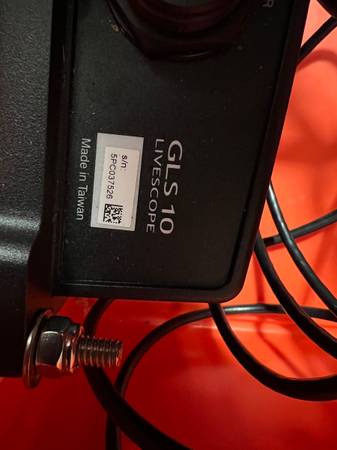 GLS 10
LIVESCOPE
s/n
5PC037526
Made in Taiwan